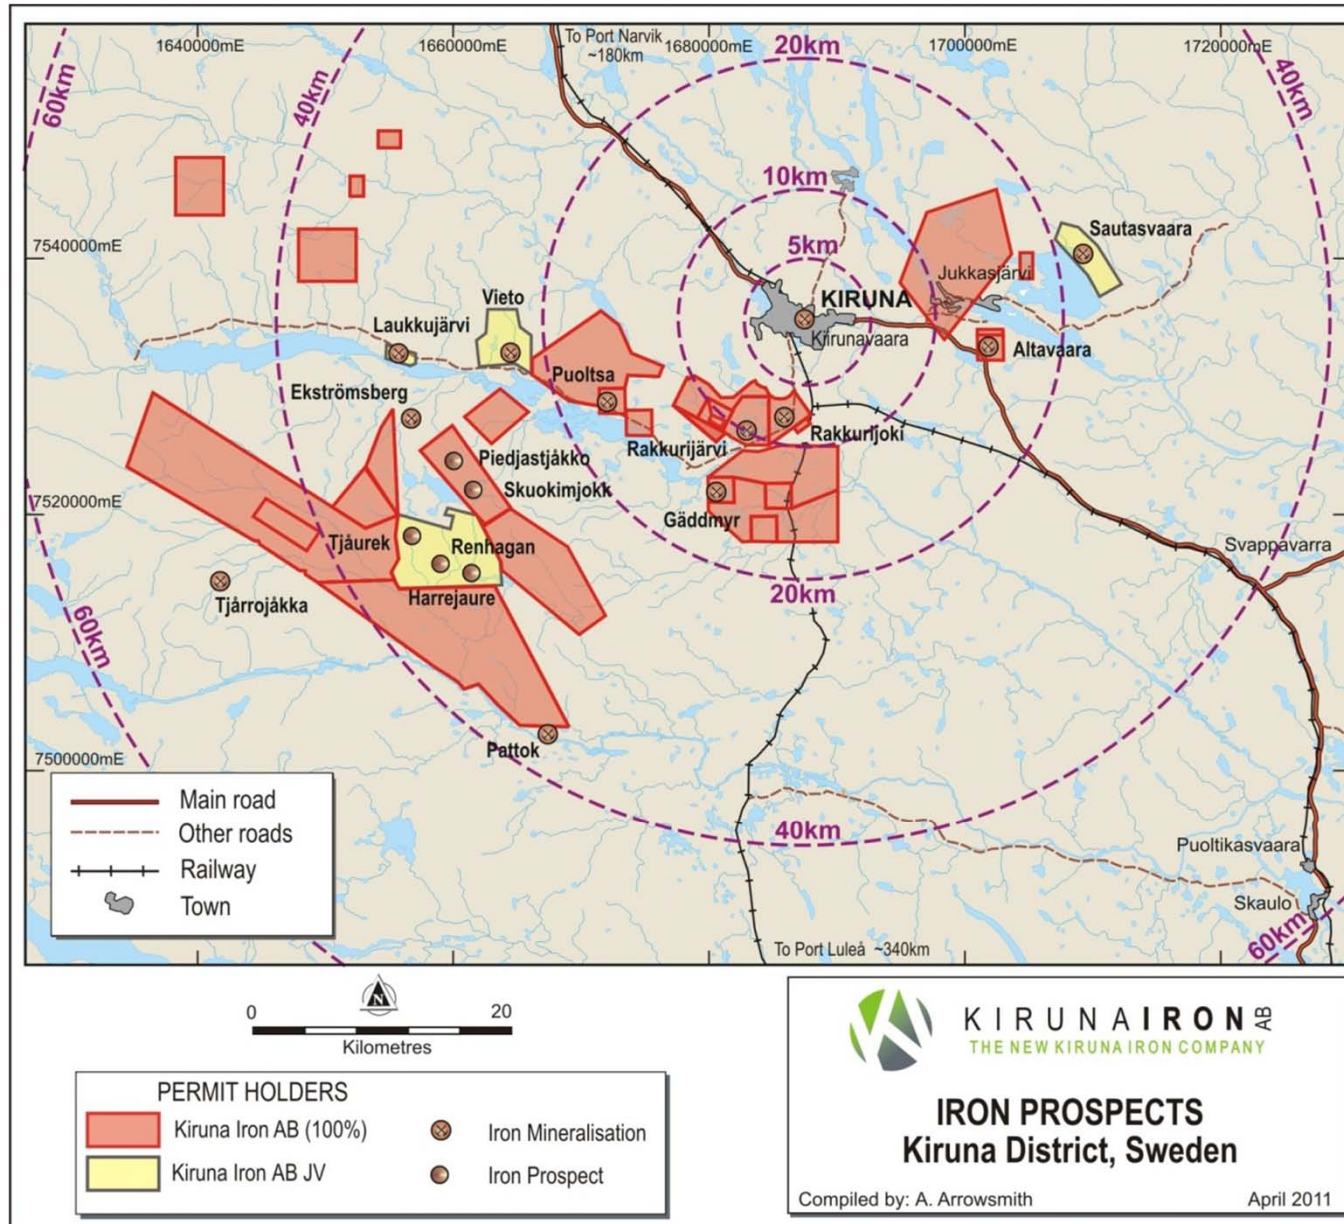 1640000mE
1660000mE
To Port Narvik
~180km
1680000mE
20km
1700000mE
1720000mE
60km
40km
40km
10km
7540000mE
5km
Sautasvaara
Jukkasjärvi
Vieto
KIRUNA
Laukkujärvi
Kiirunavaara
Altavaara
Puoltsa
Ekströmsberg
Rakkurijoki
Rakkurijärvi
Piedjastjåkko
Skuokimjokk
7520000mE
Gäddmyr
Tjåurek
Renhagan
Svappavarra
Harrejaure
20km
Tjårrojåkka
60km
Pattok
7500000mE
Main road
Other roads
Railway
Town
40km
Puoltikasvaara
Skaulo
60km
To Port Luleå ~340km
N
0 20
Kilometres
KIRUNAIRON AB
THE NEW KIRUNA IRON COMPANY
PERMIT HOLDERS
Kiruna Iron AB (100%)
Iron Mineralisation
Kiruna Iron AB JV
Iron Prospect
IRON PROSPECTS
Kiruna District, Sweden
Compiled by: A. Arrowsmith
April 2011